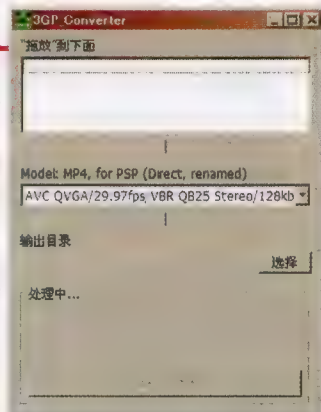 3GP_Converter
"拖放"到下面
Model: MP4, for PSP (Direct, renamed)
AVC QVGA/29.97fps VBR QB25 Stereo/128kb
输出目录
选择
处理中...